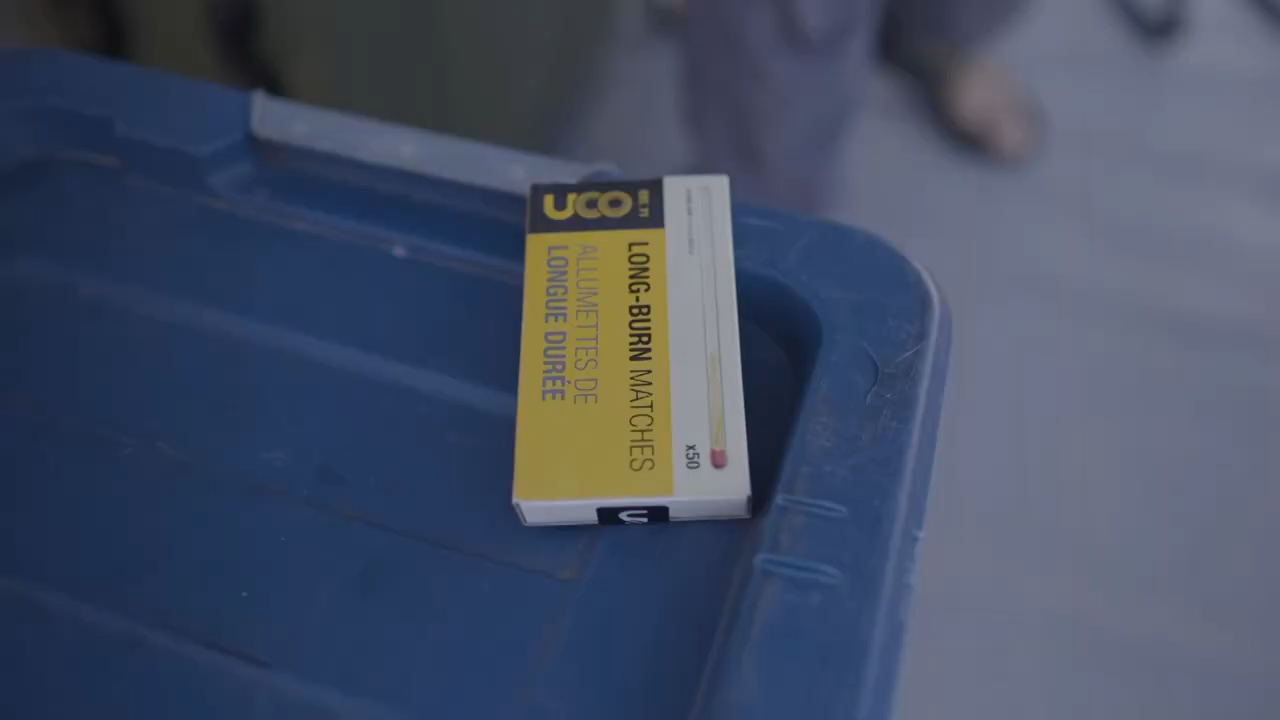 UCO
LONG-BURN MATCHES
ALLUMETTES DE
LONGUE DURÉE
x50